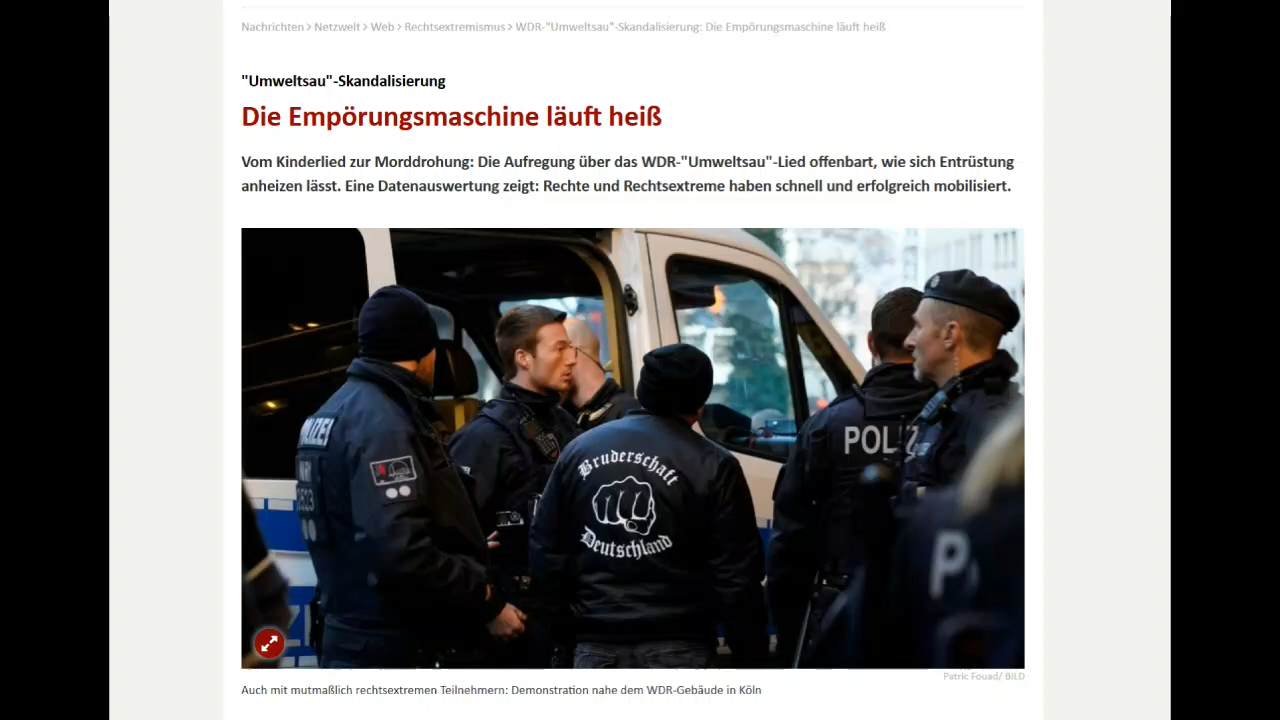 Nachrichten > Netzwelt > Web > Rechtsextremismus > WDR-"Umweltsau"-Skandalisierung: Die Empörungsmaschine läuft heiß
"Umweltsau"-Skandalisierung
Die Empörungsmaschine läuft heiß
Vom Kinderlied zur Morddrohung: Die Aufregung über das WDR-"Umweltsau"-Lied offenbart, wie sich Entrüstung
anheizen lässt. Eine Datenauswertung zeigt: Rechte und Rechtsextreme haben schnell und erfolgreich mobilisiert.
POLIZEI
Bruderschaft
Deutschland
POLIZ
P
Patric Fouad/ BILD
Auch mit mutmaßlich rechtsextremen Teilnehmern: Demonstration nahe dem WDR-Gebäude in Köln